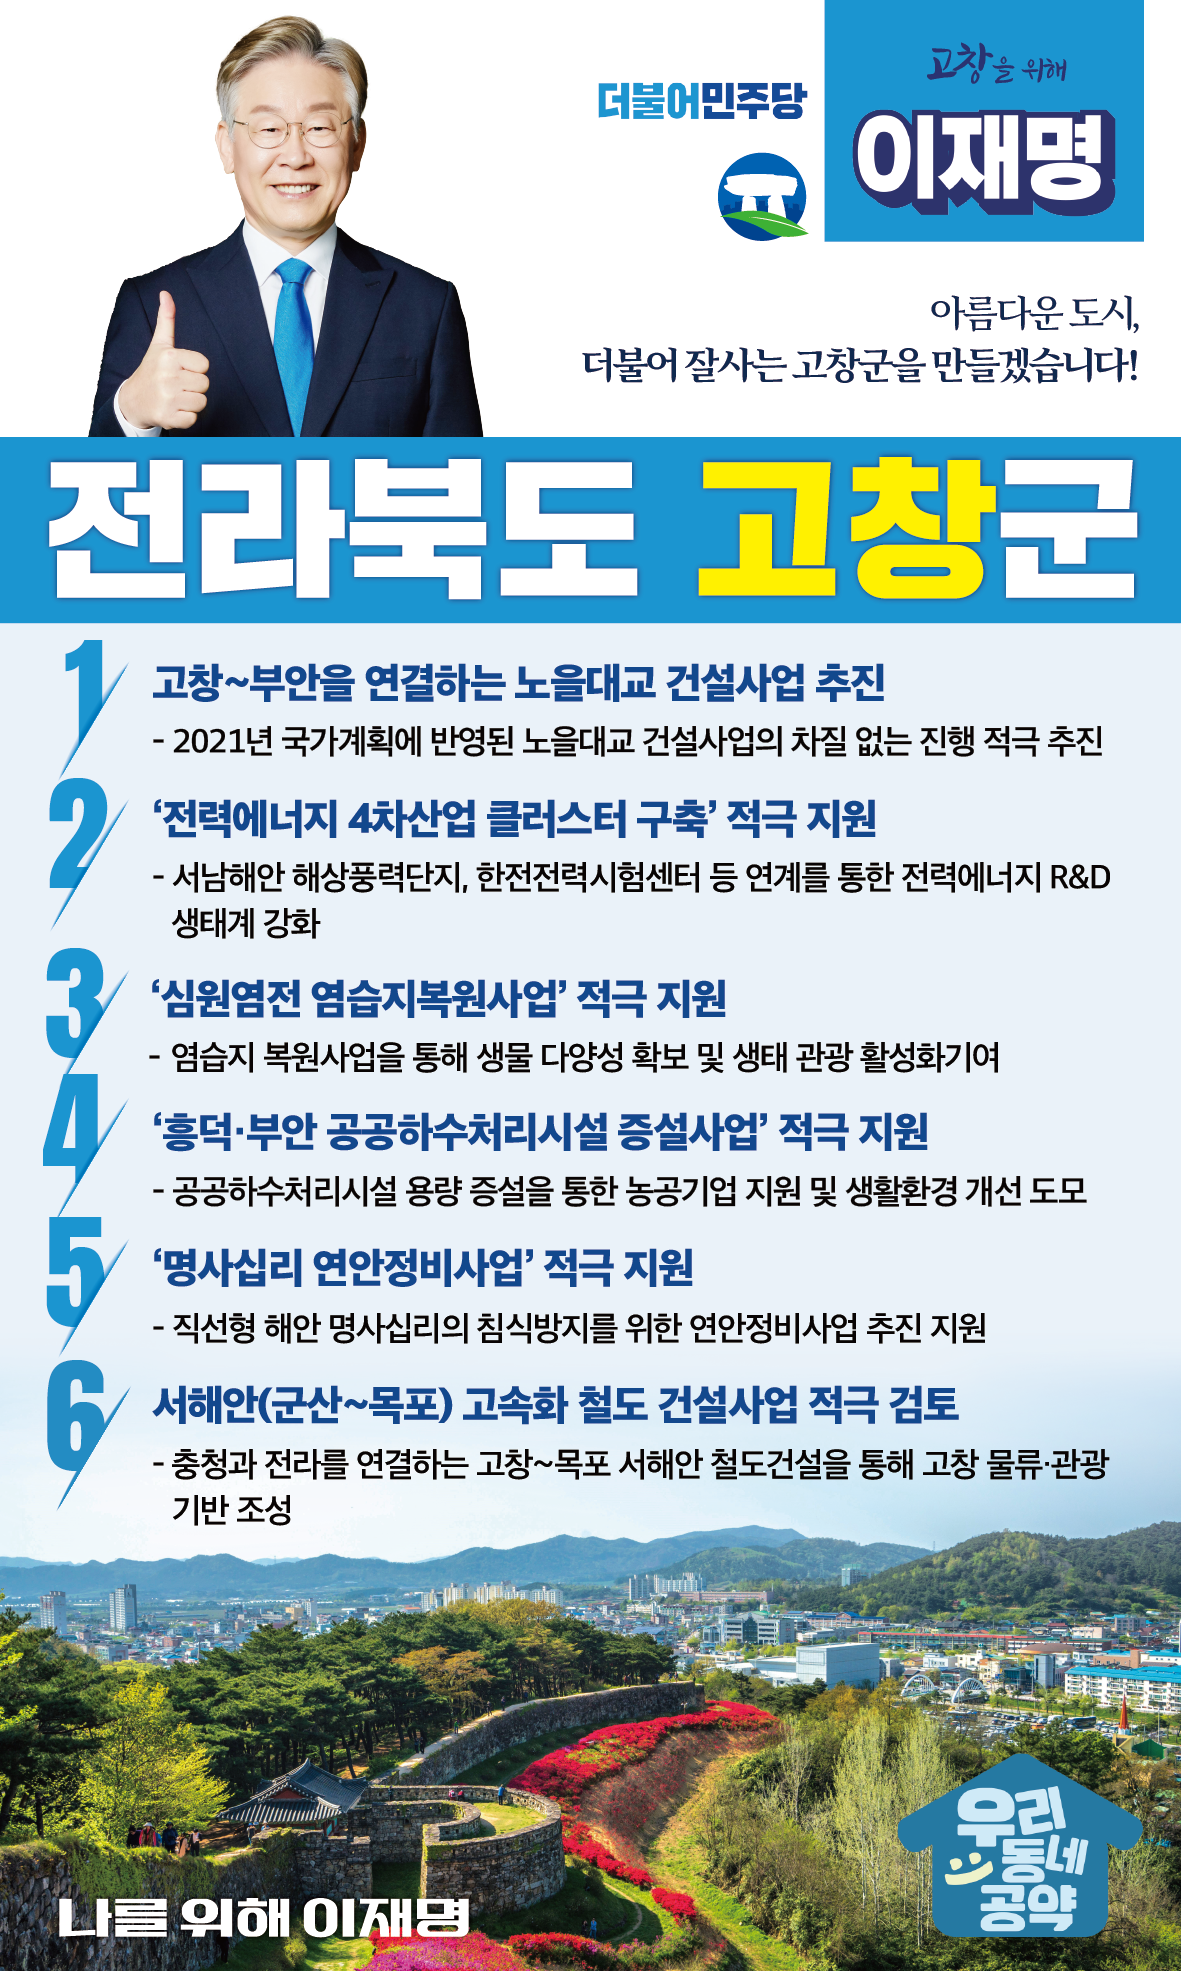 더불어민주당
고창을 위해
이재명
아름다운 도시,
더불어 잘사는 고창군을 만들겠습니다!
전라북도 고창군
1
고창~부안을 연결하는 노을대교 건설사업 추진
- 2021년 국가계획에 반영된 노을대교 건설사업의 차질 없는 진행 적극 추진
2
‘전력에너지 4차산업 클러스터 구축’ 적극 지원
- 서남해안 해상풍력단지, 한전전력시험센터 등 연계를 통한 전력에너지 R&D
생태계 강화
3
‘심원염전 염습지복원사업’ 적극 지원
- 염습지 복원사업을 통해 생물 다양성 확보 및 생태 관광 활성화기여
4
‘흥덕·부안 공공하수처리시설 증설사업’ 적극 지원
- 공공하수처리시설 용량 증설을 통한 농공기업 지원 및 생활환경 개선 도모
5
‘명사십리 연안정비사업’ 적극 지원
- 직선형 해안 명사십리의 침식방지를 위한 연안정비사업 추진 지원
6
서해안(군산~목포) 고속화 철도 건설사업 적극 검토
- 충청과 전라를 연결하는 고창~목포 서해안 철도건설을 통해 고창 물류·관광
기반 조성
우리
동네
공약
나를 위해 이재명